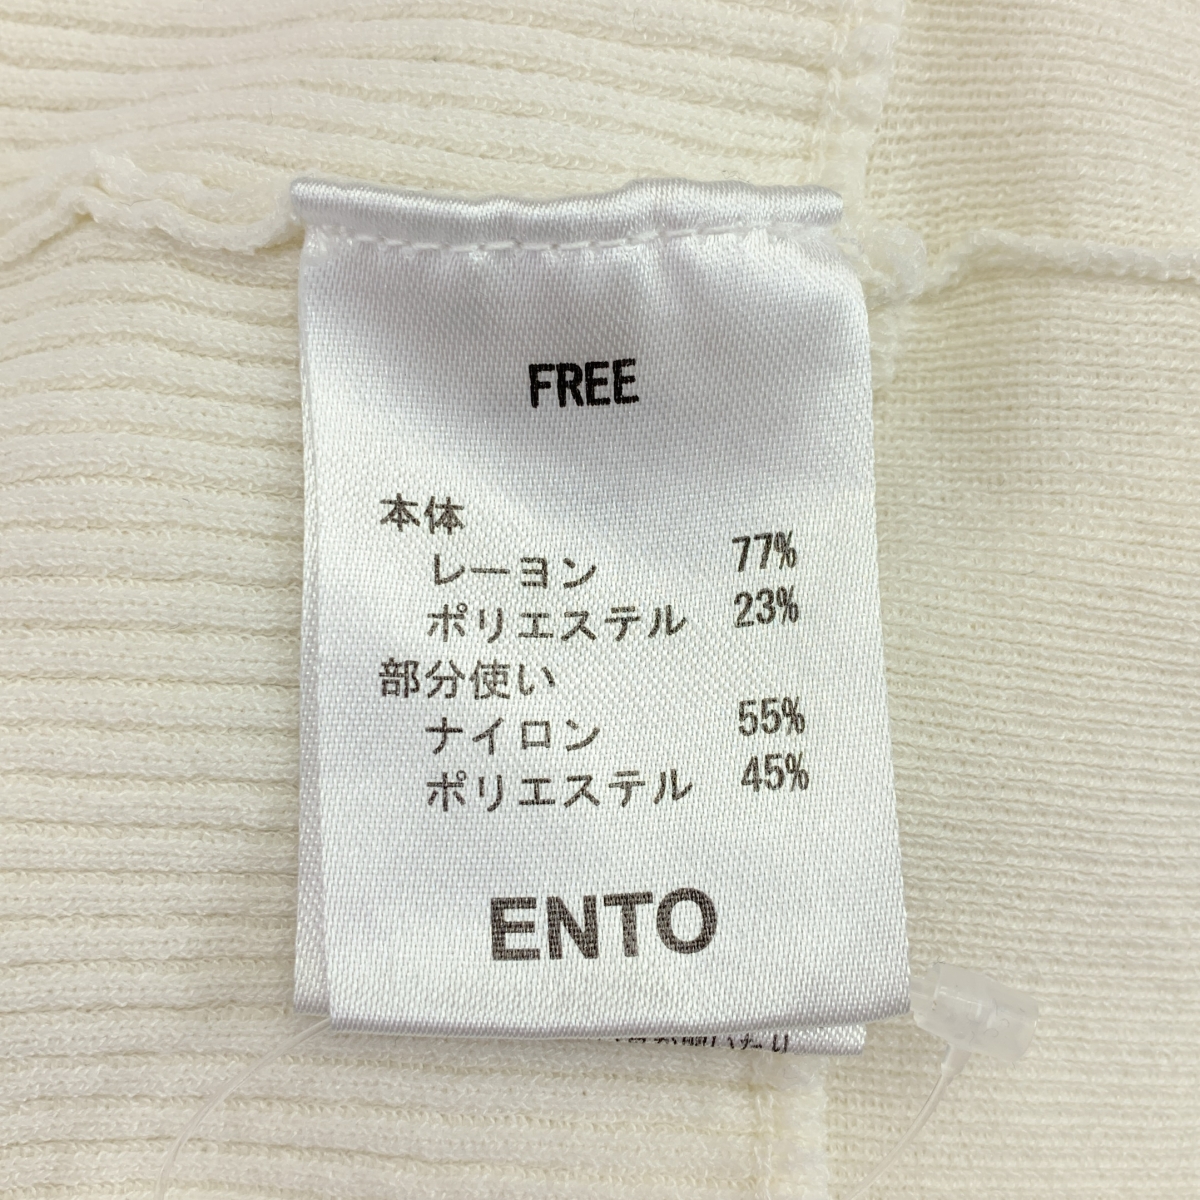 FREE
本体
レーヨン 77%
ポリエステル 23%
部分使い
ナイロン 55%
ポリエステル 45%
ENTO